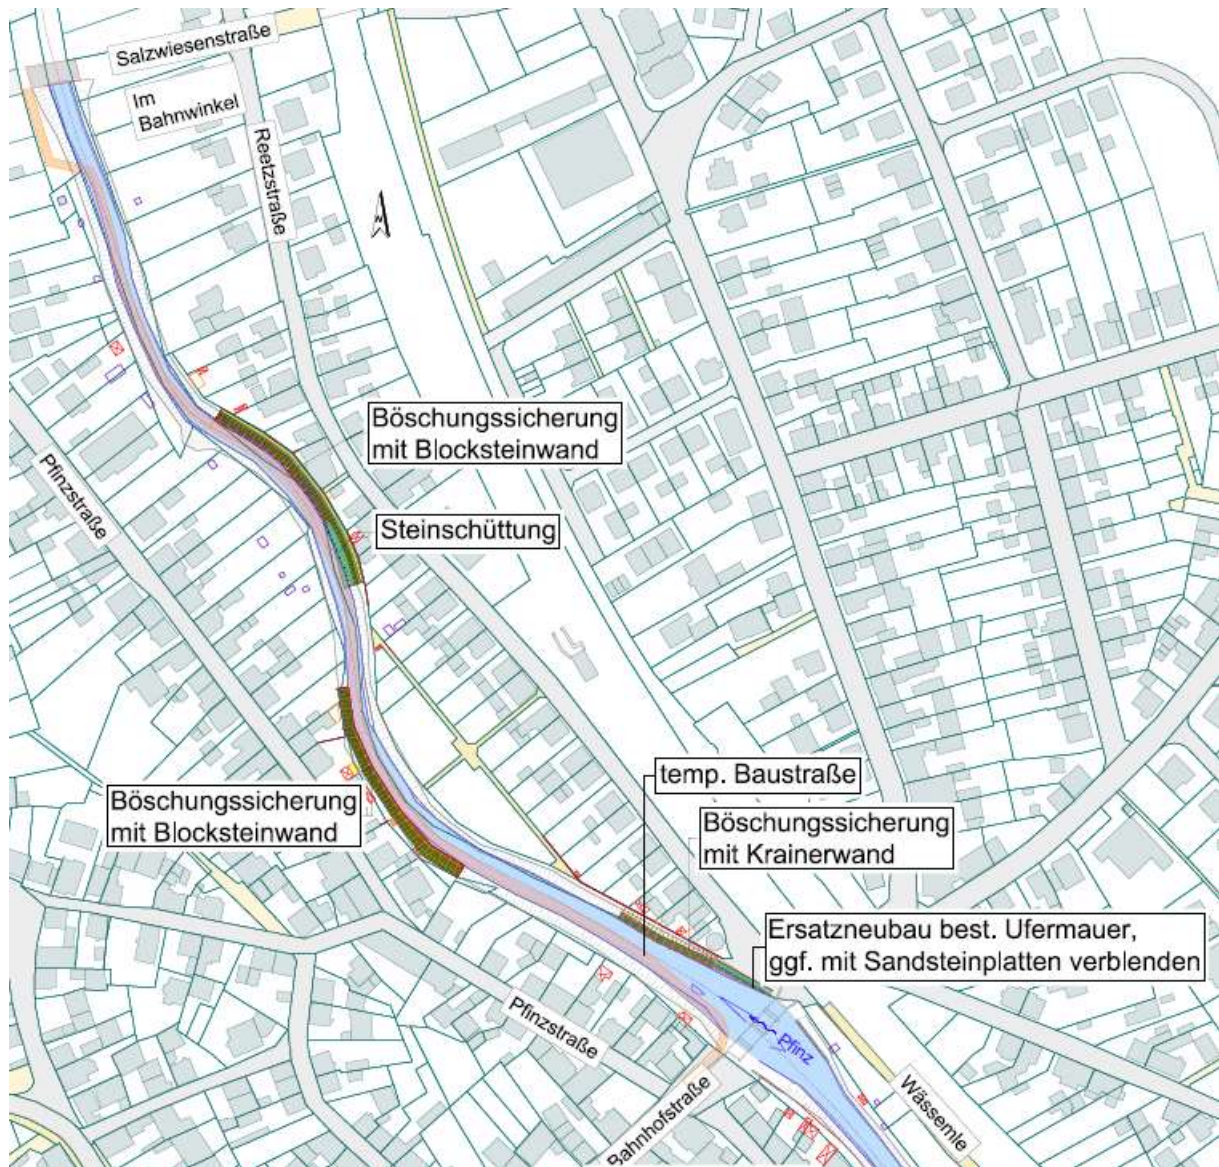 Salzwiesenstraße
Im
Bahnwinkel
Reetzstraße
N
Böschungssicherung
mit Blocksteinwand
Pfinzstraße
Steinschüttung
temp. Baustraße
Böschungssicherung
mit Blocksteinwand
Böschungssicherung
mit Krainerwand
Ersatzneubau best. Ufermauer,
ggf. mit Sandsteinplatten verblenden
Pfinzstraße
Pfinz
Bahnhofstraße
Wässemle